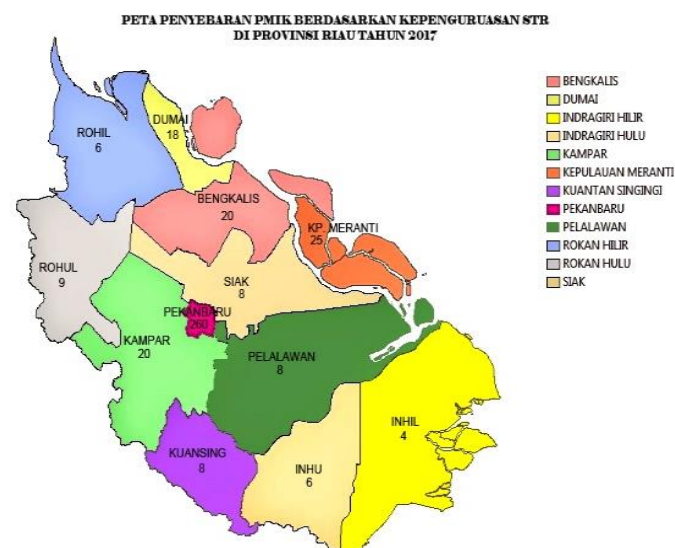 PETA PENYEBARAN PMIK BERDASARKAN KEPENGURUASAN STR
DI PROVINSI RIAU TAHUN 2017
BENGKALIS
DUMAI
INDRAGIRI HILIR
INDRAGIRI HULU
KAMPAR
KEPULAUAN MERANTI
KUANTAN SINGINGI
PEKANBARU
PELALAWAN
ROKAN HILIR
ROKAN HULU
SIAK
DUMAI
18
ROHIL
6
BENGKALIS
20
KP. MERANTI
25
ROHUL
9
SIAK
8
PEKANBARU
260
KAMPAR
20
PELALAWAN
8
INHIL
4
KUANSING
8
INHU
6